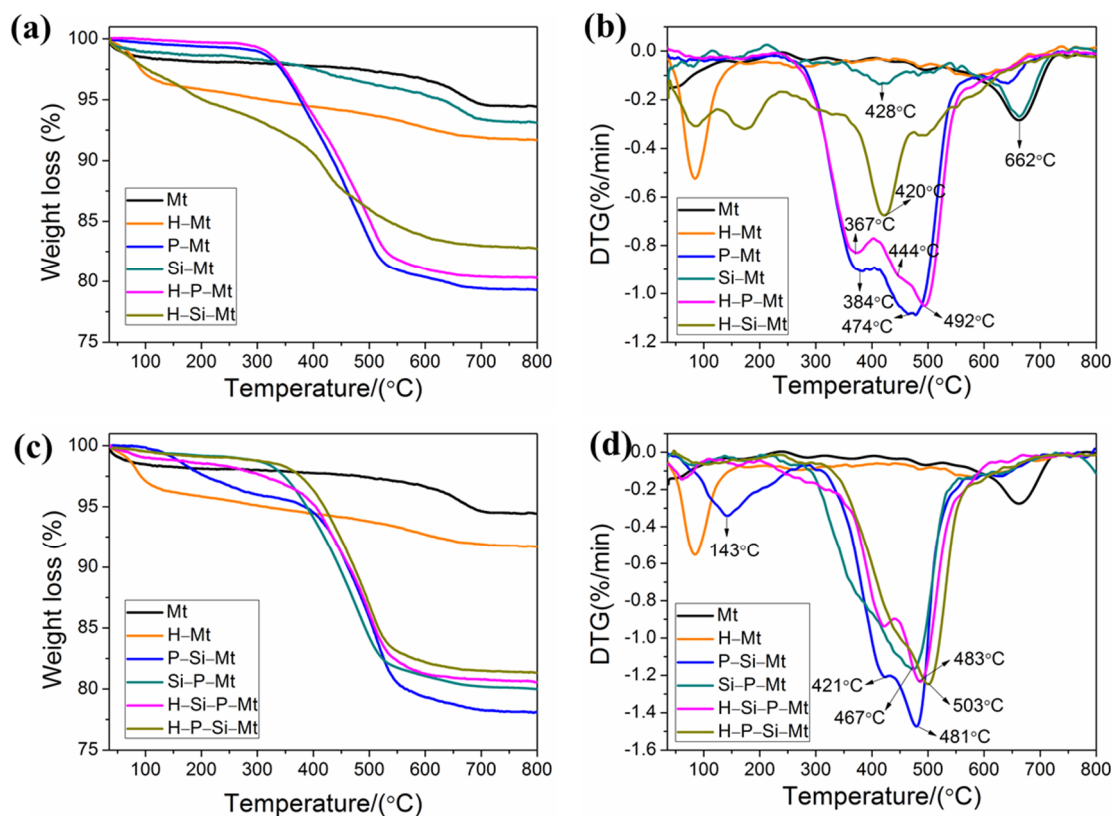 (a)
100
95
90
85
80
75
Weight loss (%)
Mt
H−Mt
P−Mt
Si−Mt
H−P−Mt
H−Si−Mt
100 200 300 400 500 600 700 800
Temperature/(°C)
(b)
0.0
-0.2
-0.4
-0.6
-0.8
-1.0
-1.2
DTG(%/min)
428°C
662°C
420°C
367°C
444°C
384°C
474°C
492°C
Mt
H−Mt
P−Mt
Si−Mt
H−P−Mt
H−Si−Mt
100 200 300 400 500 600 700 800
Temperature/(°C)
(c)
100
95
90
85
80
75
Weight loss (%)
Mt
H−Mt
P−Si−Mt
Si−P−Mt
H−Si−P−Mt
H−P−Si−Mt
100 200 300 400 500 600 700 800
Temperature/(°C)
(d)
0.0
-0.2
-0.4
-0.6
-0.8
-1.0
-1.2
-1.4
-1.6
DTG(%/min)
143°C
421°C
467°C
483°C
503°C
481°C
Mt
H−Mt
P−Si−Mt
Si−P−Mt
H−Si−P−Mt
H−P−Si−Mt
100 200 300 400 500 600 700 800
Temperature/(°C)